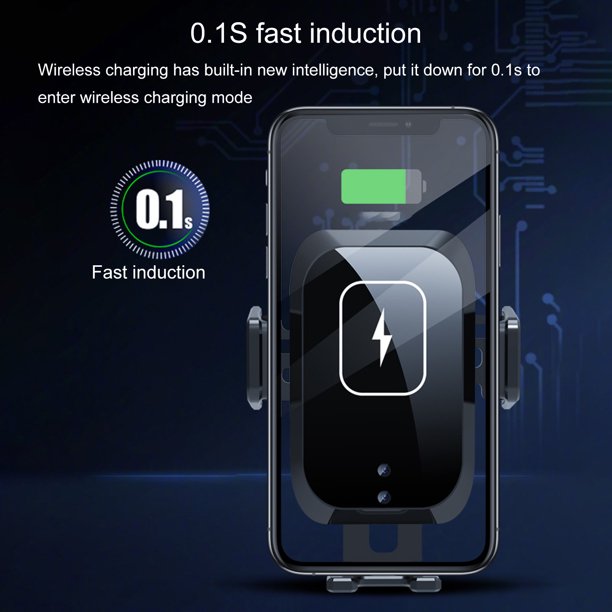 0.1S fast induction
Wireless charging has built-in new intelligence, put it down for 0.1s to
enter wireless charging mode
0.1s
Fast induction